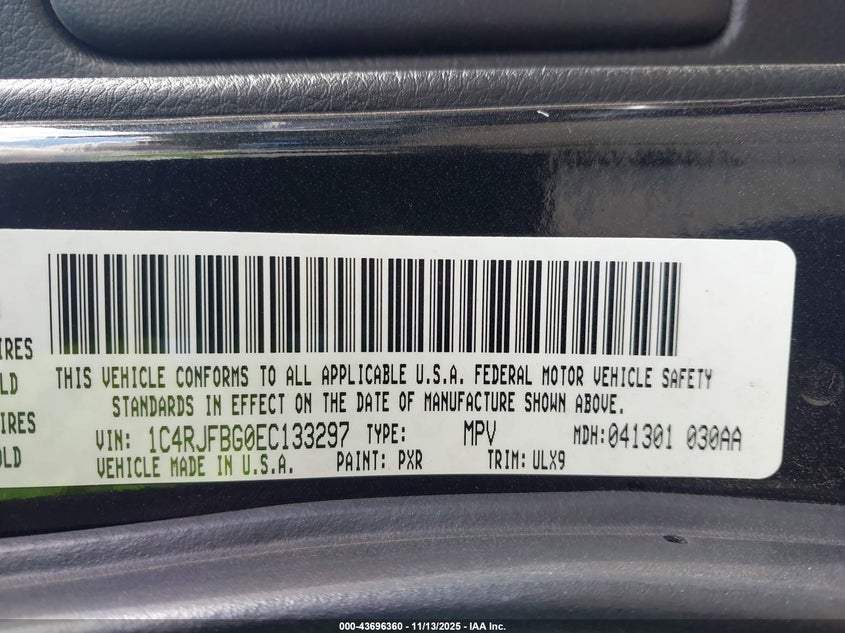 IRES
LD
IRES
OLD
THIS VEHICLE CONFORMS TO ALL APPLICABLE U.S.A. FEDERAL MOTOR VEHICLE SAFETY
STANDARDS IN EFFECT ON THE DATE OF MANUFACTURE SHOWN ABOVE.
VIN: 1C4RJFBG0EC133297 TYPE: MPV MDH:041301 030AA
VEHICLE MADE IN U.S.A. PAINT: PXR TRIM: ULX9
000-43696360 - 11/13/2025 - IAA Inc.